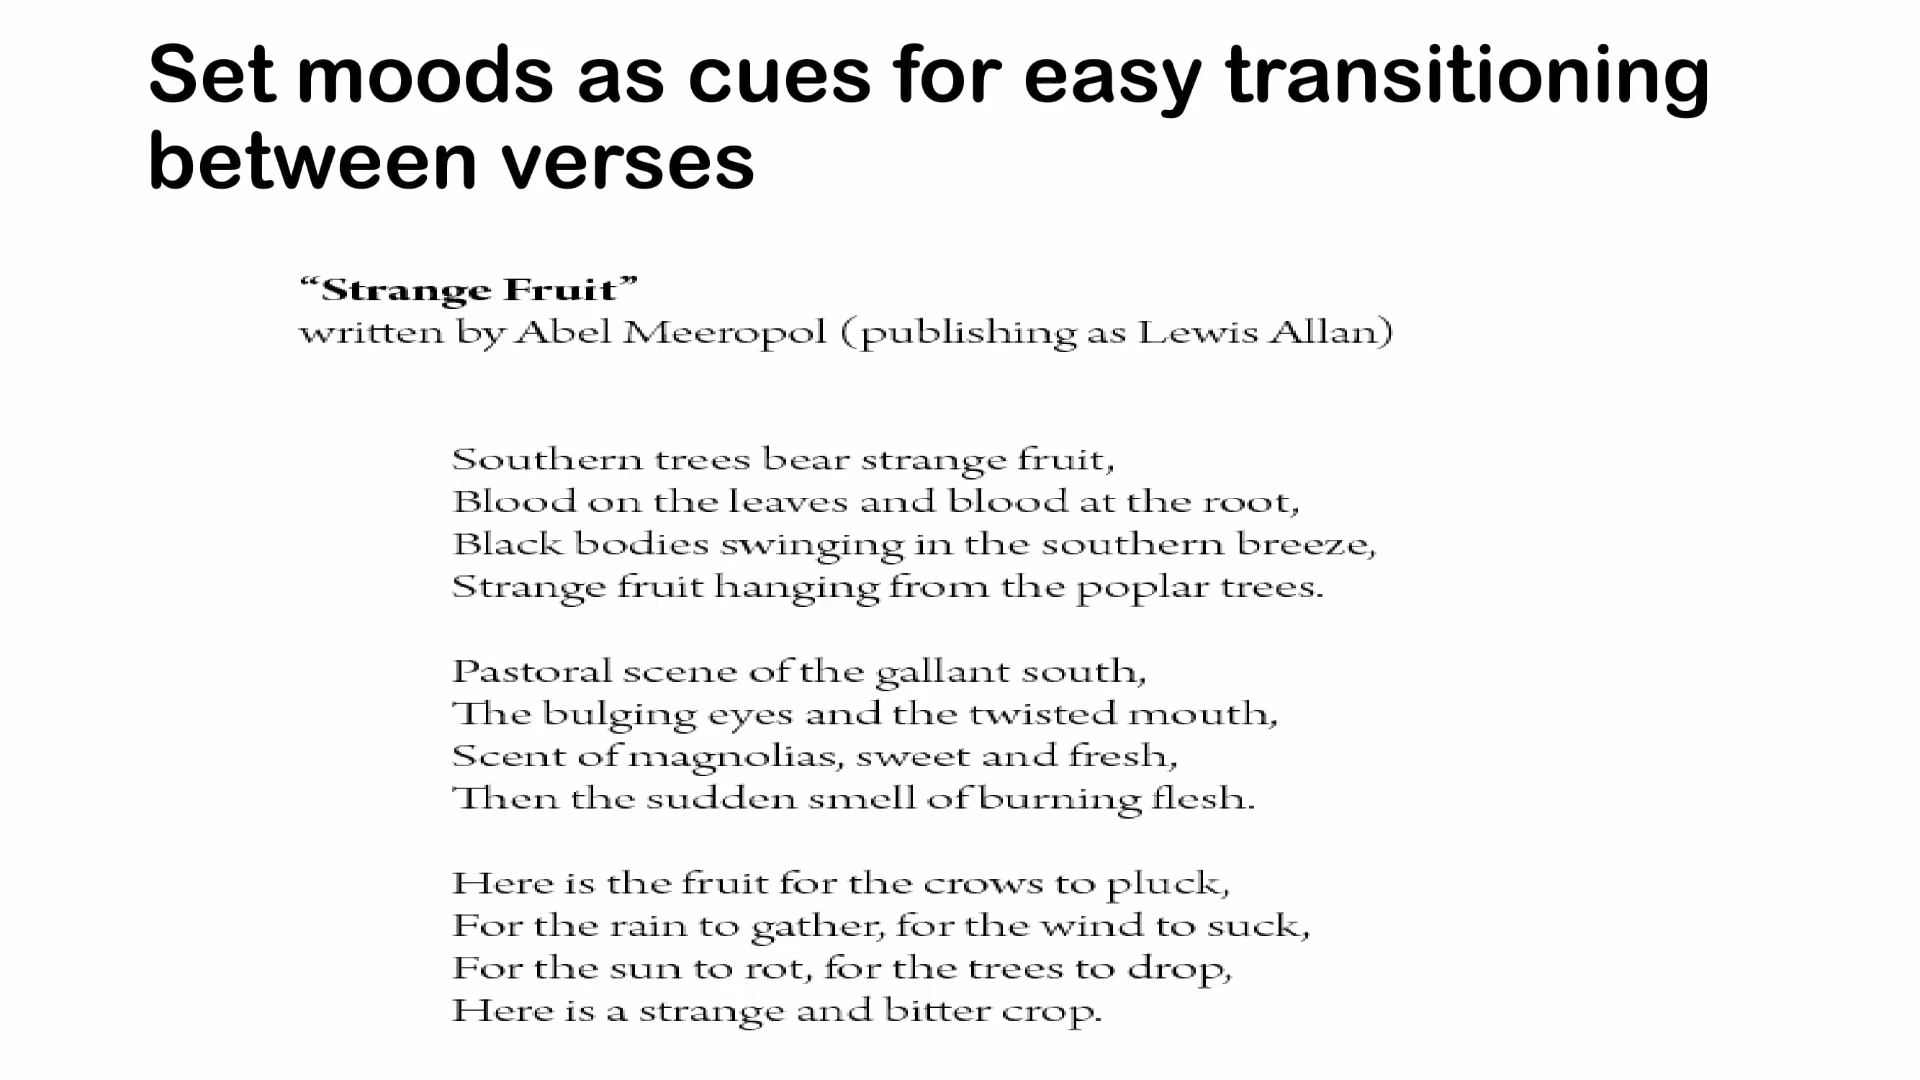 Set moods as cues for easy transitioning
between verses
“Strange Fruit”
written by Abel Meeropol (publishing as Lewis Allan)
Southern trees bear strange fruit,
Blood on the leaves and blood at the root,
Black bodies swinging in the southern breeze,
Strange fruit hanging from the poplar trees.
Pastoral scene of the gallant south,
The bulging eyes and the twisted mouth,
Scent of magnolias, sweet and fresh,
Then the sudden smell of burning flesh.
Here is the fruit for the crows to pluck,
For the rain to gather, for the wind to suck,
For the sun to rot, for the trees to drop,
Here is a strange and bitter crop.